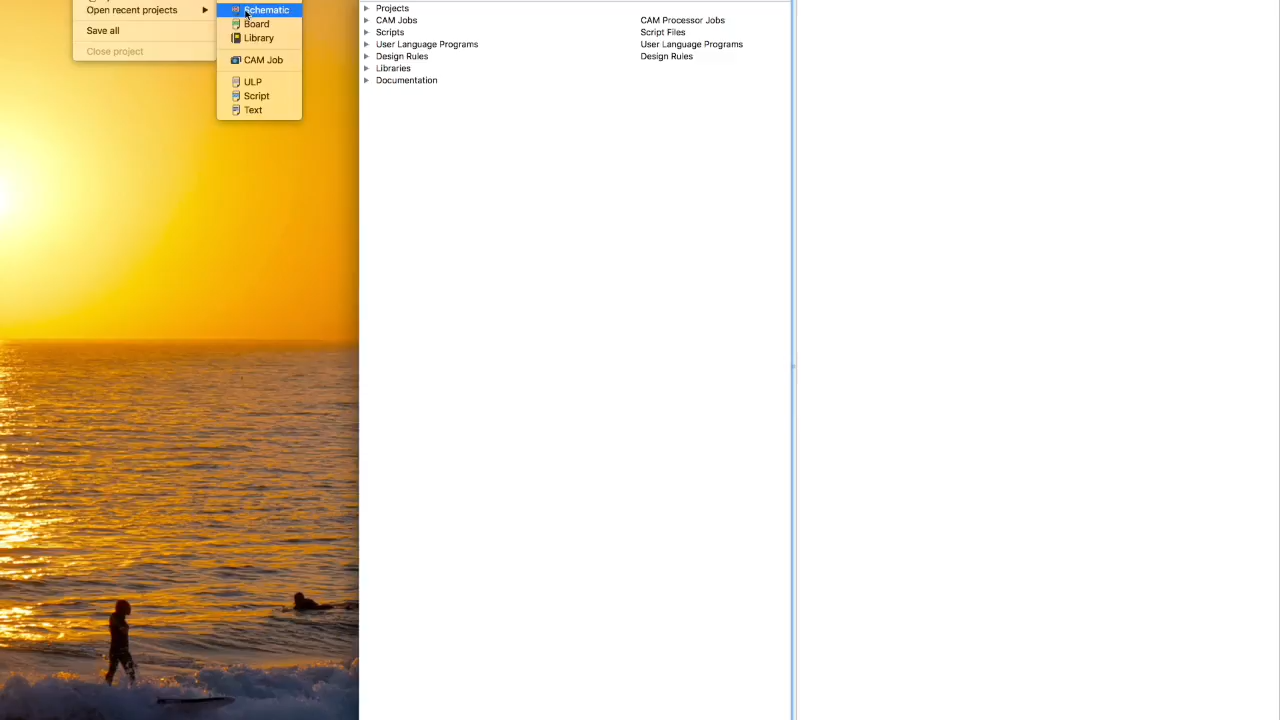 Open recent projects
Save all
Close project
Schematic
Board
Library
CAM Job
ULP
Script
Text
Projects
CAM Jobs CAM Processor Jobs
Scripts Script Files
User Language Programs User Language Programs
Design Rules Design Rules
Libraries
Documentation